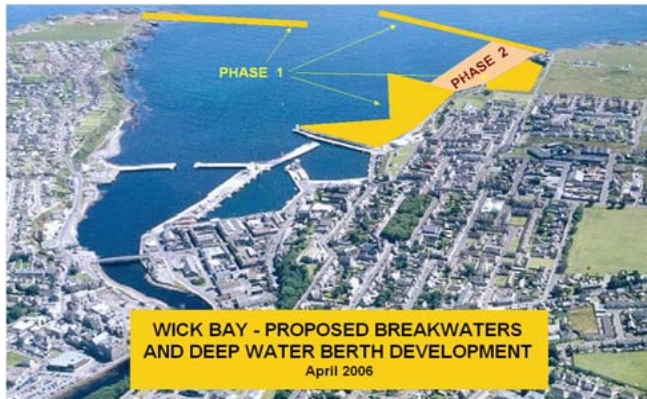 PHASE 1
PHASE 2
WICK BAY - PROPOSED BREAKWATERS
AND DEEP WATER BERTH DEVELOPMENT
April 2006